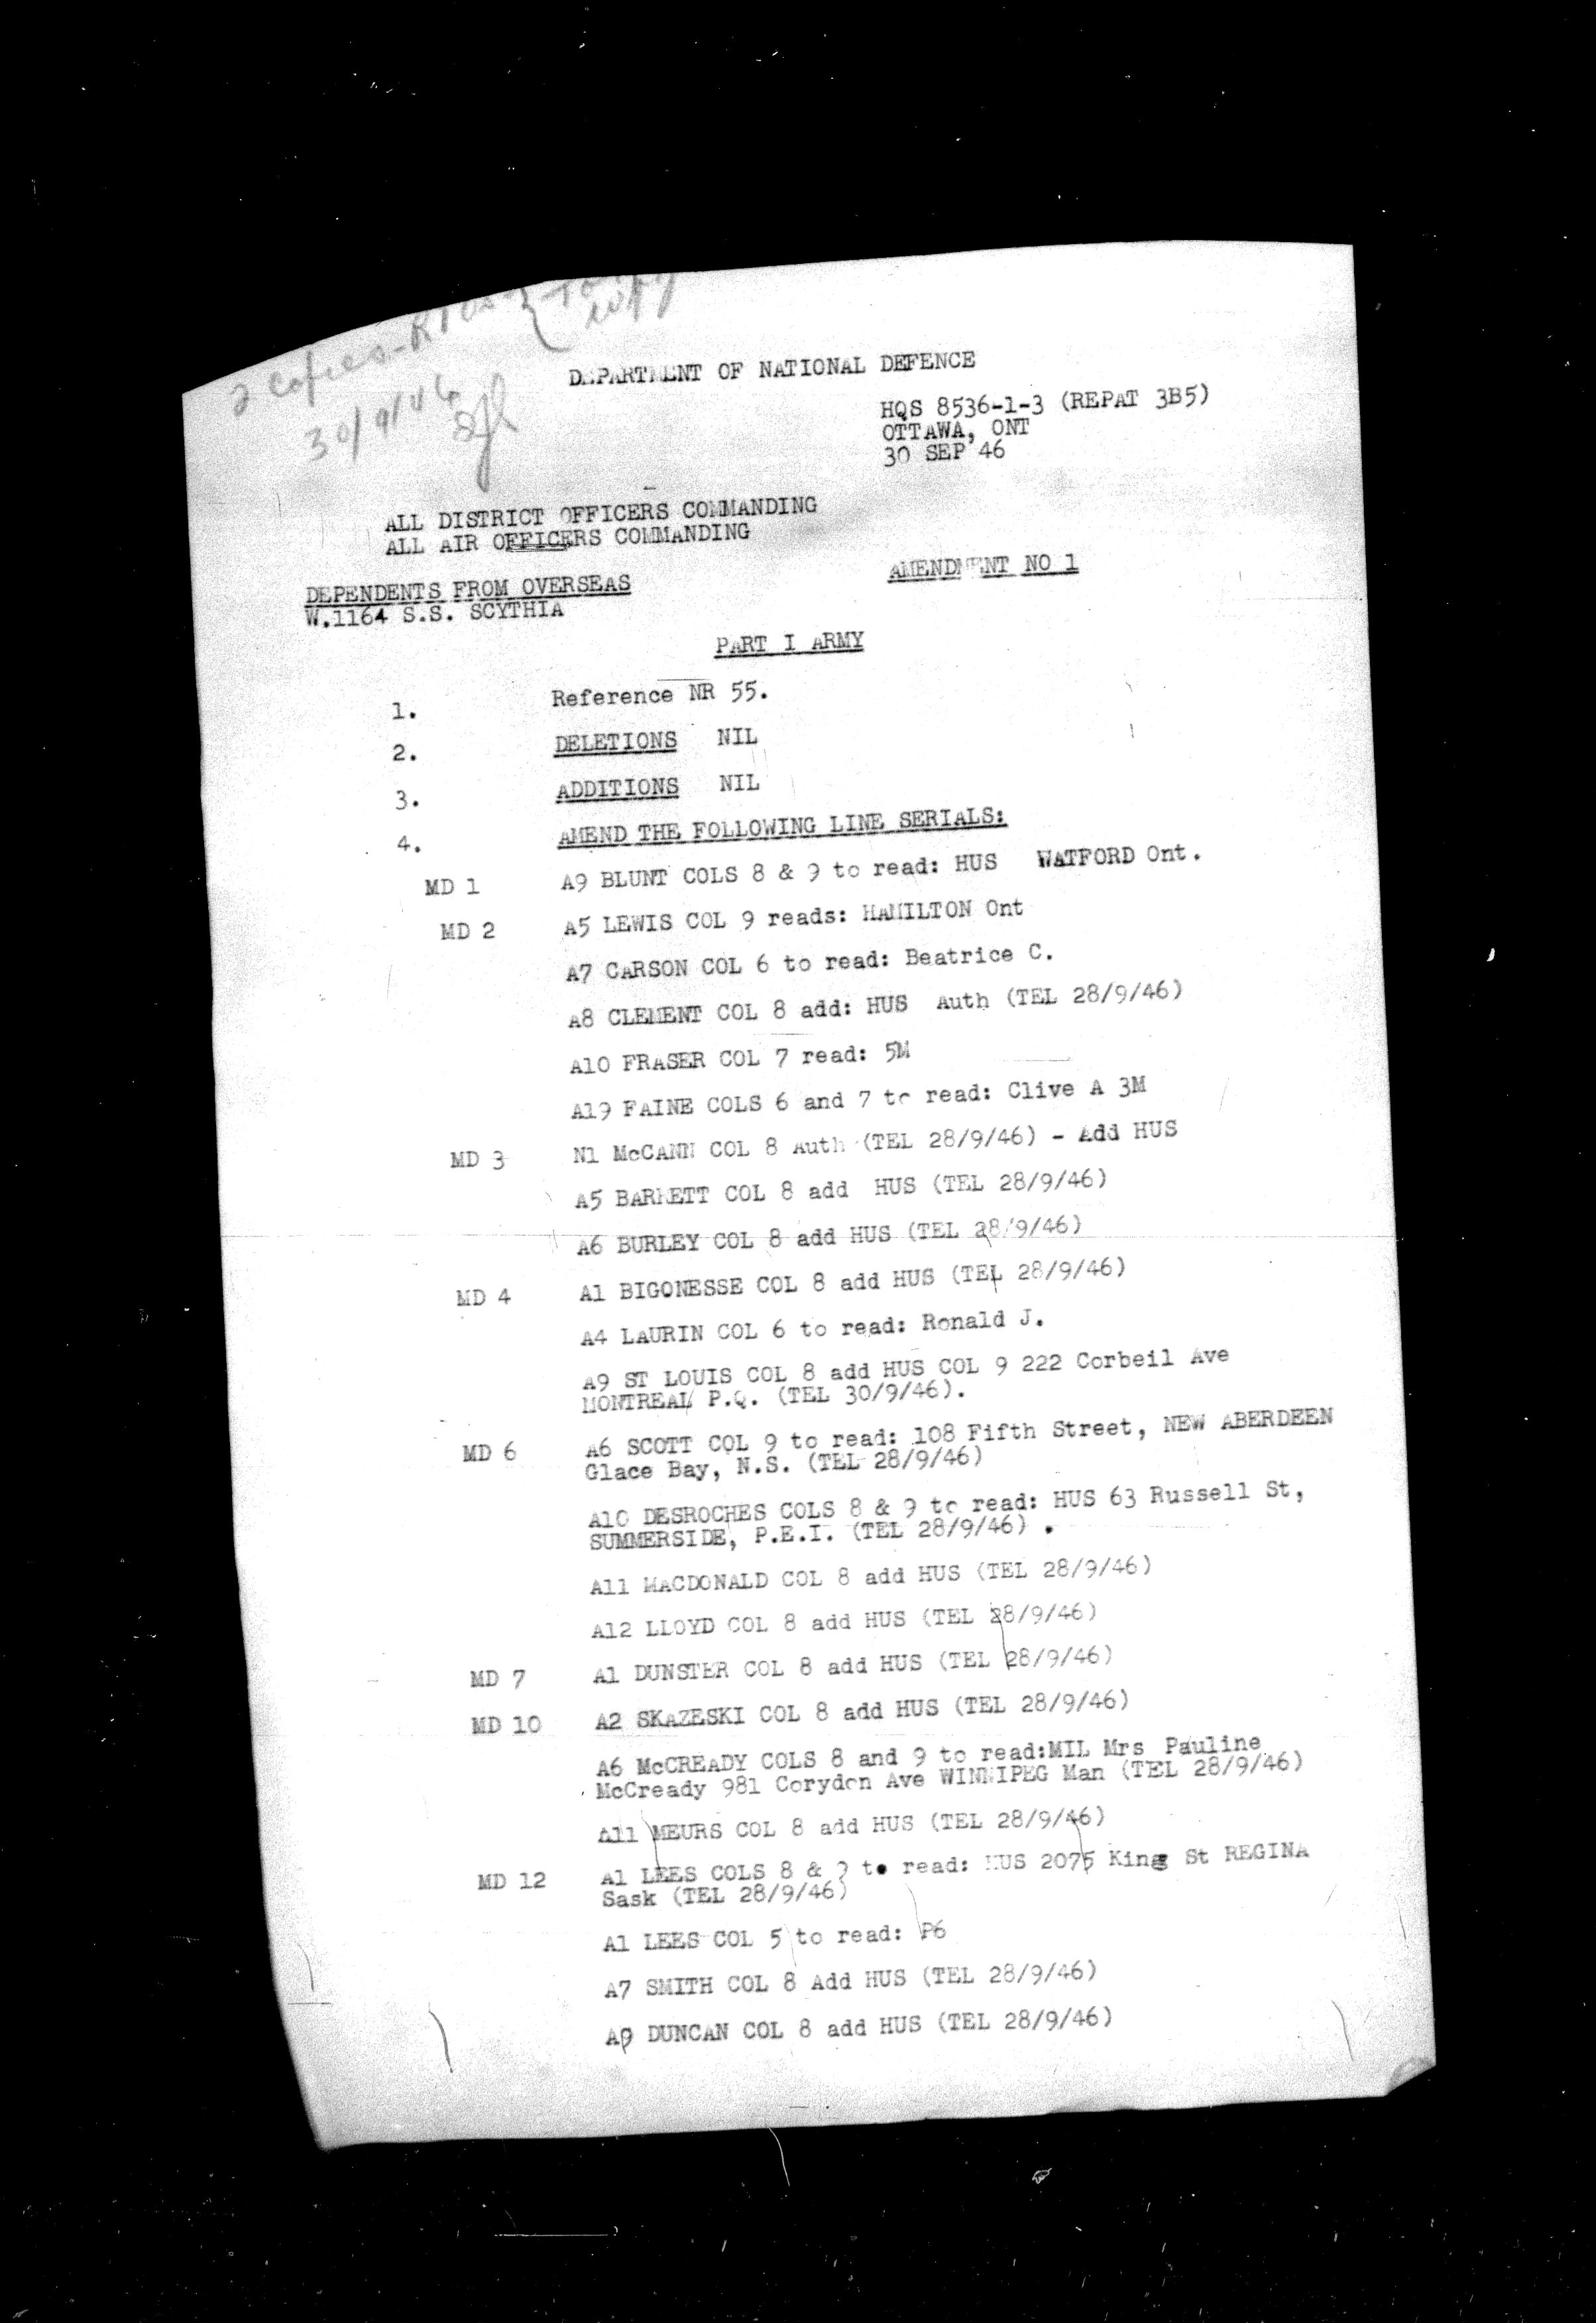 2 Copies - RTOs
30/9/46
DEPARTMENT OF NATIONAL DEFENCE
HQS 8536-1-3 (REPAT 3B5)
OTTAWA, ONT
30 SEP 46
ALL DISTRICT OFFICERS COMMANDING
ALL AIR OFFICERS COMMANDING
AMENDMENT NO 1
DEPENDENTS FROM OVERSEAS
W.1164 S.S. SCYTHIA
PART I ARMY
1. Reference NR 55.
2. DELETIONS NIL
3. ADDITIONS NIL
4. AMEND THE FOLLOWING LINE SERIALS:
MD 1 A9 BLUNT COLS 8 & 9 to read: HUS WATFORD Ont.
MD 2 A5 LEWIS COL 9 reads: HAMILTON Ont
A7 CARSON COL 6 to read: Beatrice C.
A8 CLEMENT COL 8 add: HUS Auth (TEL 28/9/46)
A10 FRASER COL 7 read: 5M
A19 FAINE COLS 6 and 7 to read: Clive A 3M
MD 3 N1 McCANN COL 8 Auth (TEL 28/9/46) - Add HUS
A5 BARRETT COL 8 add HUS (TEL 28/9/46)
A6 BURLEY COL 8 add HUS (TEL 28/9/46)
MD 4 A1 BIGONESSE COL 8 add HUS (TEL 28/9/46)
A4 LAURIN COL 6 to read: Ronald J.
A9 ST LOUIS COL 8 add HUS COL 9 222 Corbeil Ave
MONTREAL P.Q. (TEL 30/9/46).
MD 6 A6 SCOTT COL 9 to read: 108 Fifth Street, NEW ABERDEEN
Glace Bay, N.S. (TEL 28/9/46)
A10 DESROCHES COLS 8 & 9 to read: HUS 63 Russell St,
SUMMERSIDE, P.E.I. (TEL 28/9/46) .
A11 MACDONALD COL 8 add HUS (TEL 28/9/46)
A12 LLOYD COL 8 add HUS (TEL 28/9/46)
MD 7 A1 DUNSTER COL 8 add HUS (TEL 28/9/46)
MD 10 A2 SKAZESKI COL 8 add HUS (TEL 28/9/46)
A6 McCREADY COLS 8 and 9 to read:MIL Mrs Pauline
McCready 981 Corydon Ave WINNIPEG Man (TEL 28/9/46)
A11 MEURS COL 8 add HUS (TEL 28/9/46)
MD 12 A1 LEES COLS 8 & 9 to read: HUS 2075 King St REGINA
Sask (TEL 28/9/46)
A1 LEES COL 5 to read: P6
A7 SMITH COL 8 Add HUS (TEL 28/9/46)
A9 DUNCAN COL 8 add HUS (TEL 28/9/46)